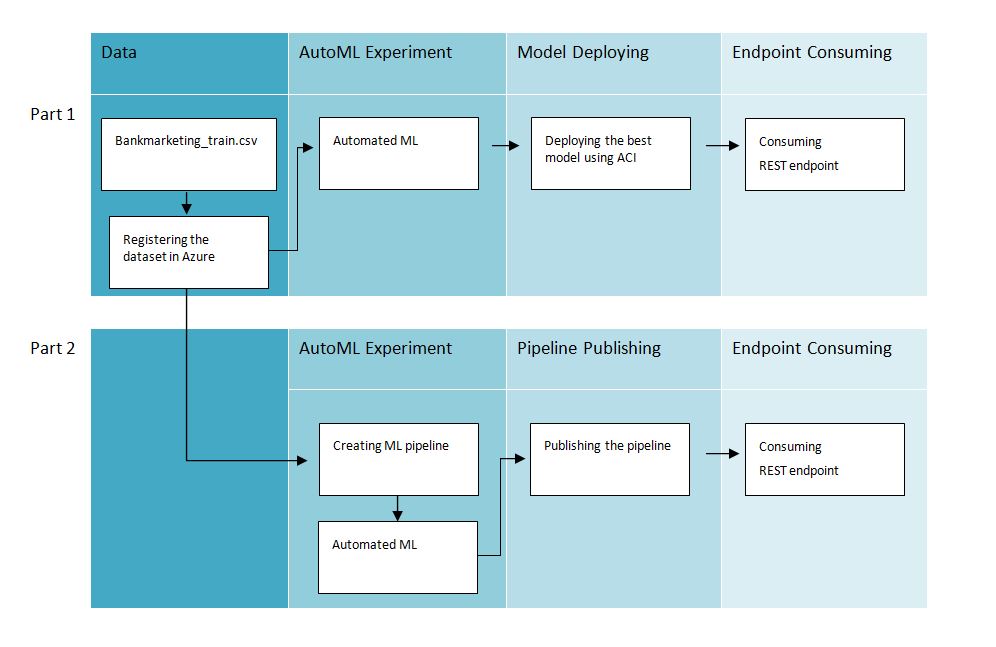 Data
AutoML Experiment
Model Deploying
Endpoint Consuming
Part 1
Bankmarketing_train.csv
Automated ML
Deploying the best
model using ACI
Consuming
REST endpoint
Registering the
dataset in Azure
Part 2
AutoML Experiment
Pipeline Publishing
Endpoint Consuming
Creating ML pipeline
Publishing the pipeline
Consuming
REST endpoint
Automated ML